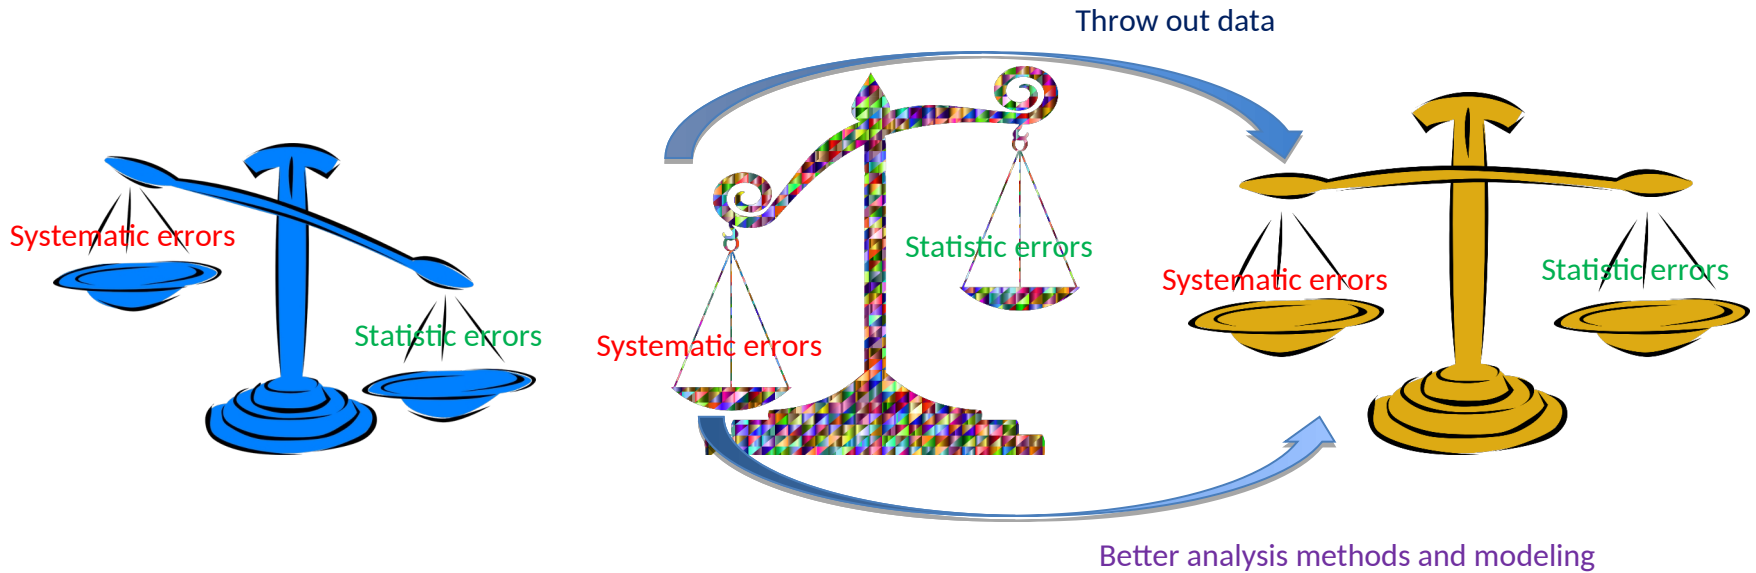 Throw out data
Systematic errors
Statistic errors
Systematic errors
Statistic errors
Systematic errors
Statistic errors
Better analysis methods and modeling